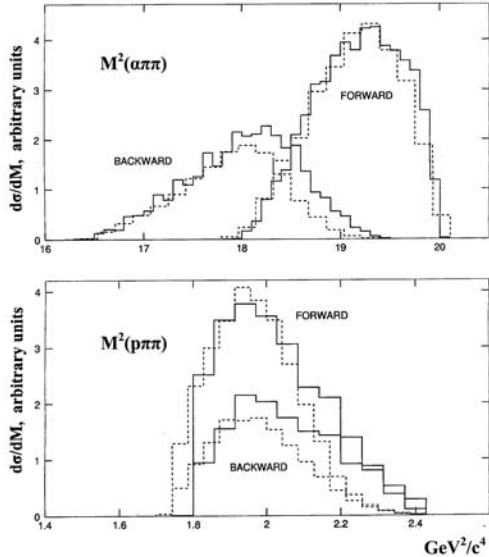 4
M²(αππ)
3
FORWARD
2
BACKWARD
1
0
16 17 18 19 20
dσ/dM, arbitrary units
4
FORWARD
M²(pππ)
3
2
1
BACKWARD
0
1.4 1.6 1.8 2 2.2 2.4
dσ/dM, arbitrary units
GeV²/c⁴